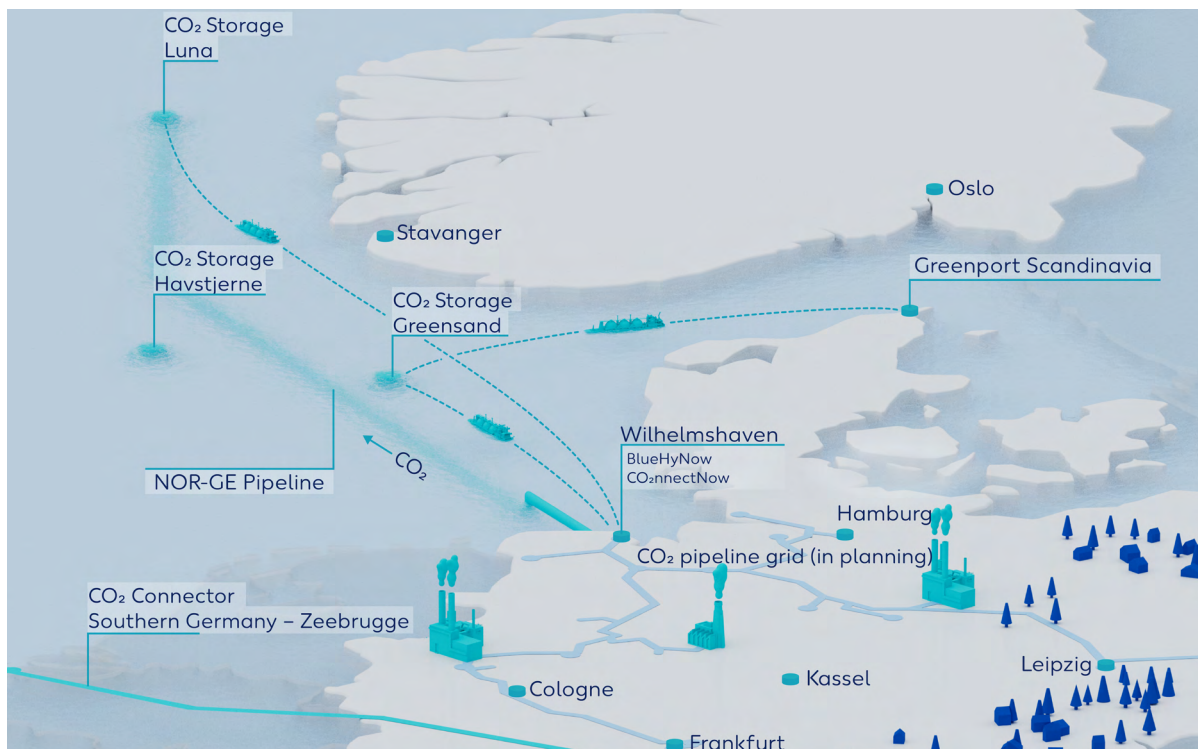 CO₂ Storage
Luna
Oslo
Stavanger
CO₂ Storage
Havstjerne
Greenport Scandinavia
CO₂ Storage
Greensand
Wilhelmshaven
BlueHyNow
CO₂nnectNow
CO₂
NOR-GE Pipeline
Hamburg
CO₂ pipeline grid (in planning)
CO₂ Connector
Southern Germany – Zeebrugge
Leipzig
Kassel
Cologne
Frankfurt